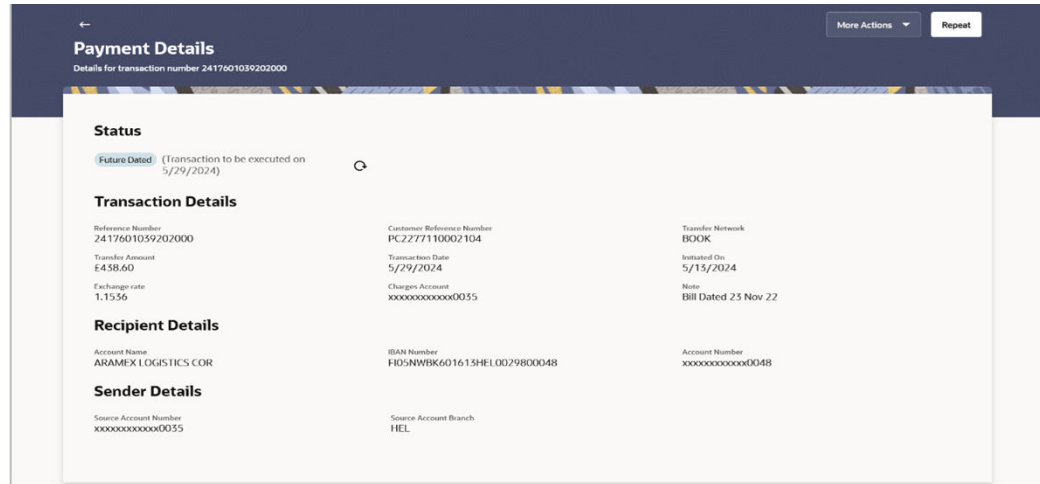 ←
More Actions
Repeat
Payment Details
Details for transaction number 2417601039202000
Status
Future Dated (Transaction to be executed on
5/29/2024)
Transaction Details
Reference Number Customer Reference Number Transfer Network
2417601039202000 PC2277110002104 BOOK
Transfer Amount Transaction Date Initiated On
£438.60 5/29/2024 5/13/2024
Exchange rate Charges Account Note
1.1536 xxxxxxxxxxxx0035 Bill Dated 23 Nov 22
Recipient Details
Account Name IBAN Number Account Number
ARAMEX LOGISTICS COR FI05NWBK601613HEL0029800048 xxxxxxxxxxxx0048
Sender Details
Source Account Number Source Account Branch
xxxxxxxxxxxx0035 HEL